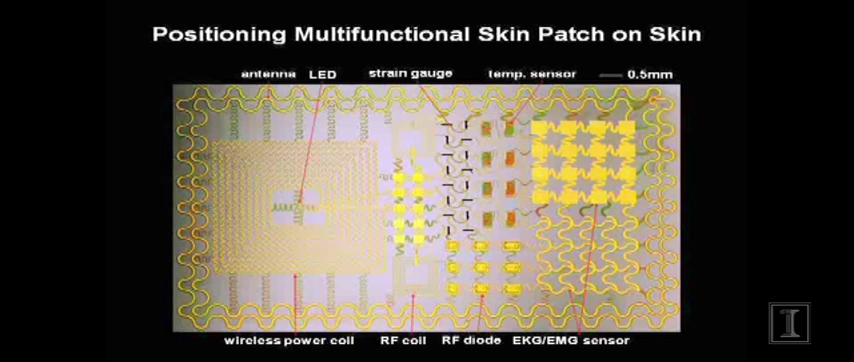 Positioning Multifunctional Skin Patch on Skin
antenna LED strain gauge temp. sensor 0.5mm
wireless power coil RF coil RF diode EKG/EMG sensor
I